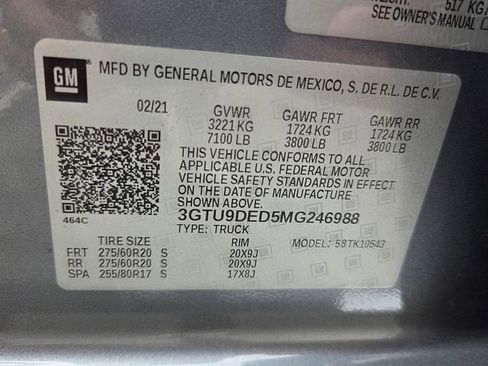 517 KG
SEE OWNER'S MANUAL
GM
MFD BY GENERAL MOTORS DE MEXICO, S. DE R.L. DE C.V.
02/21 GVWR GAWR FRT GAWR RR
3221 KG 1724 KG 1724 KG
7100 LB 3800 LB 3800 LB
THIS VEHICLE CONFORMS TO ALL
APPLICABLE U.S. FEDERAL MOTOR
VEHICLE SAFETY STANDARDS IN EFFECT
ON THE DATE OF MANUFACTURE SHOWN ABOVE.
464C 3GTU9DED5MG246988
TYPE: TRUCK
TIRE SIZE RIM MODEL: 58TK10543
FRT 275/60R20 S 20X9J
RR 275/60R20 S 20X9J
SPA 255/80R17 S 17X8J